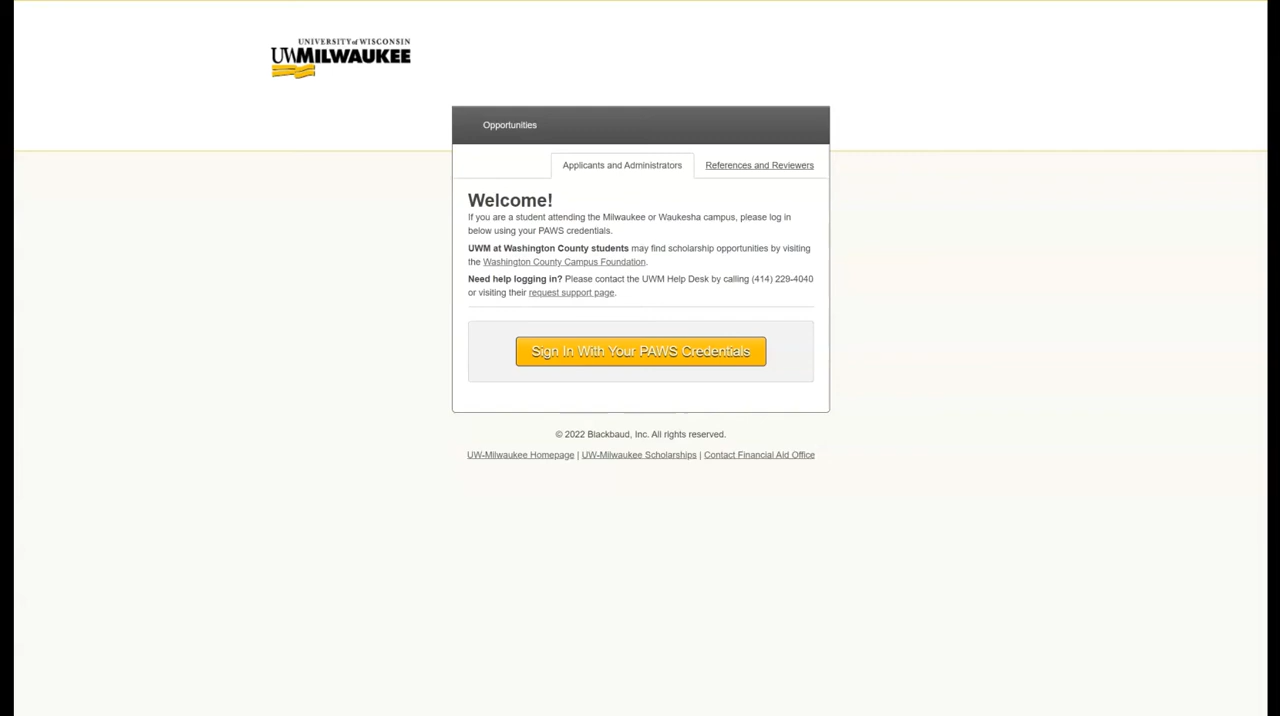 UNIVERSITY of WISCONSIN
UWMILWAUKEE
Opportunities
Applicants and Administrators References and Reviewers
Welcome!
If you are a student attending the Milwaukee or Waukesha campus, please log in
below using your PAWS credentials.
UWM at Washington County students may find scholarship opportunities by visiting
the Washington County Campus Foundation.
Need help logging in? Please contact the UWM Help Desk by calling (414) 229-4040
or visiting their request support page.
Sign In With Your PAWS Credentials
© 2022 Blackbaud, Inc. All rights reserved.
UW-Milwaukee Homepage | UW-Milwaukee Scholarships | Contact Financial Aid Office